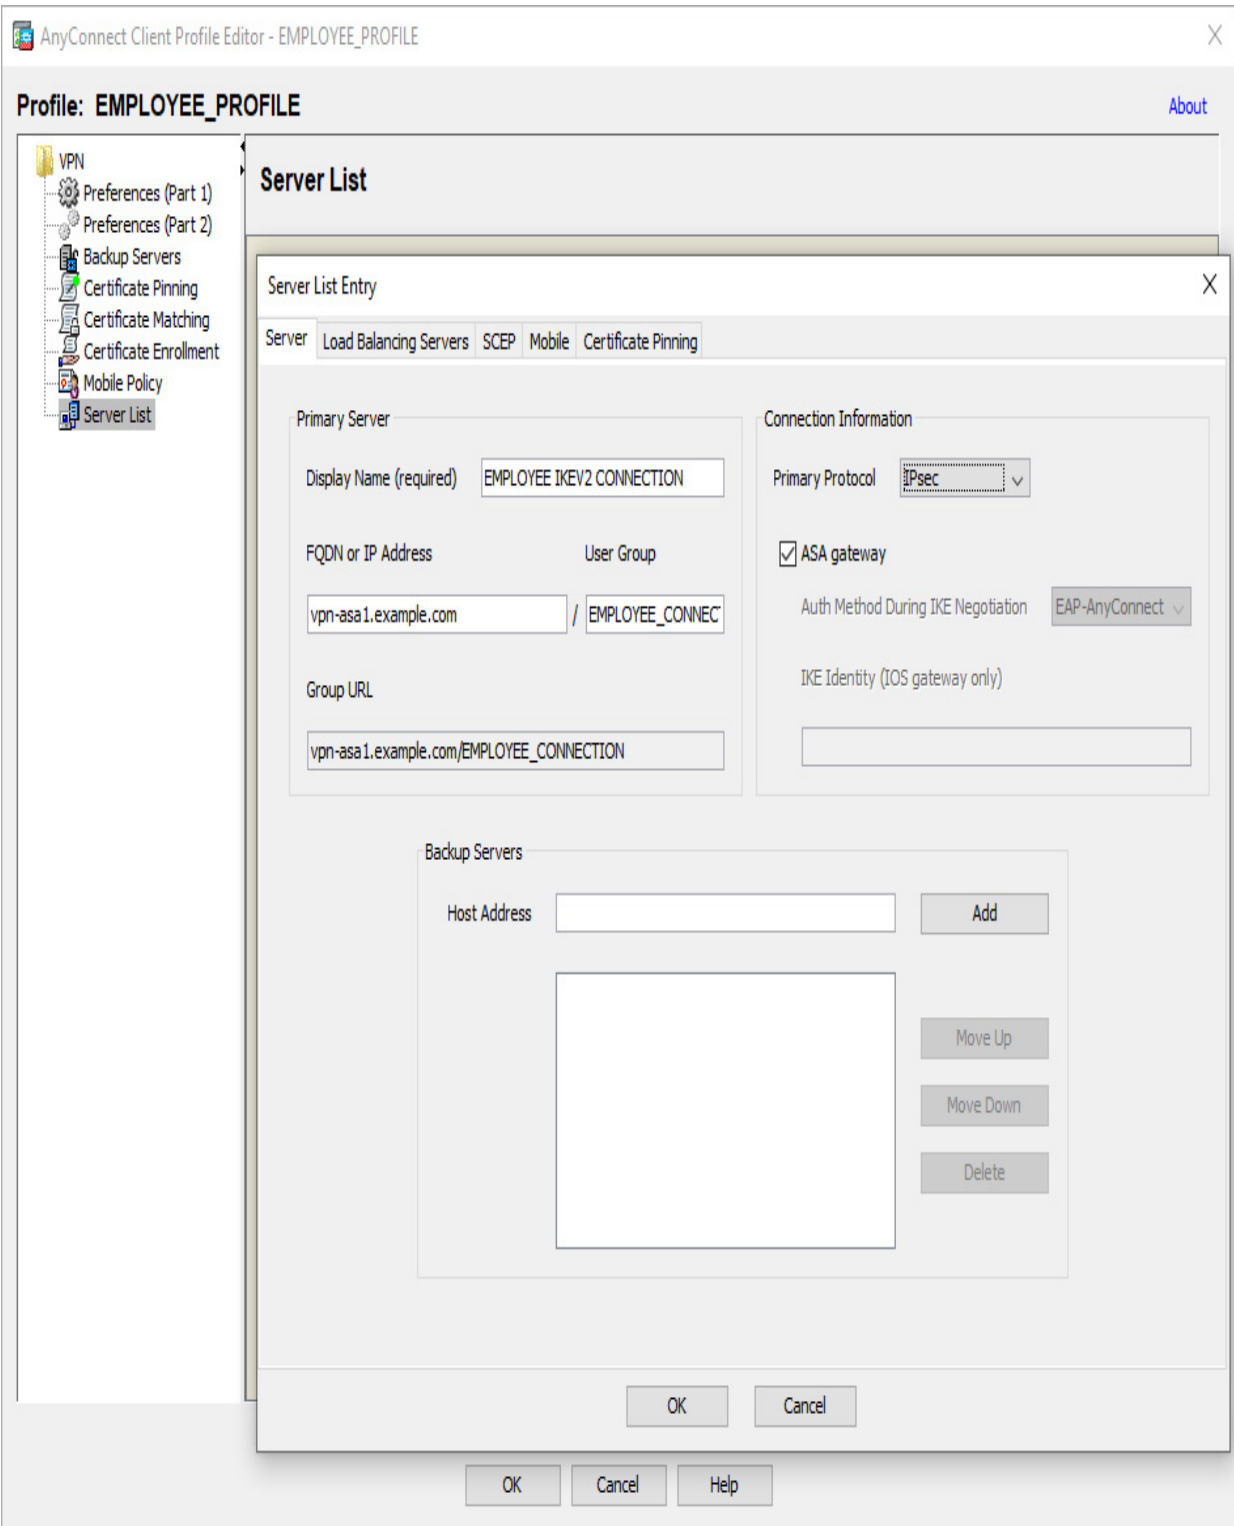 AnyConnect Client Profile Editor - EMPLOYEE_PROFILE
Profile: EMPLOYEE_PROFILE
About
VPN
Preferences (Part 1)
Preferences (Part 2)
Backup Servers
Certificate Pinning
Certificate Matching
Certificate Enrollment
Mobile Policy
Server List
Server List
Server List Entry
Server Load Balancing Servers SCEP Mobile Certificate Pinning
Primary Server
Display Name (required) EMPLOYEE IKEV2 CONNECTION
FQDN or IP Address User Group
vpn-asa1.example.com / EMPLOYEE_CONNECT
Group URL
vpn-asa1.example.com/EMPLOYEE_CONNECTION
Connection Information
Primary Protocol IPsec
ASA gateway
Auth Method During IKE Negotiation EAP-AnyConnect
IKE Identity (IOS gateway only)
Backup Servers
Host Address Add
Move Up
Move Down
Delete
OK Cancel
OK Cancel Help